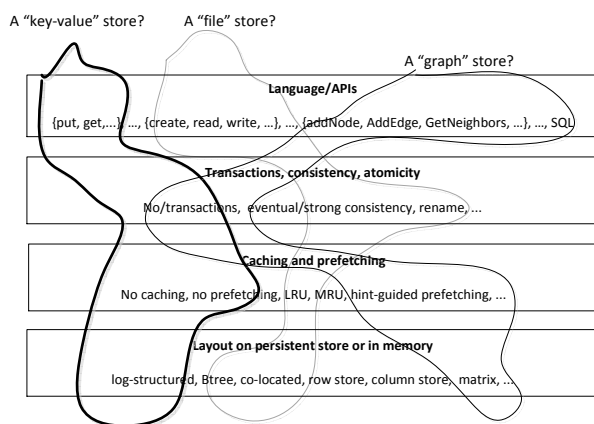 A “key-value” store?
A “file” store?
A “graph” store?
Language/APIs
{put, get,...}, ..., {create, read, write, ...}, ..., {addNode, AddEdge, GetNeighbors, ...}, ..., SQL
Transactions, consistency, atomicity
No/transactions, eventual/strong consistency, rename, ...
Caching and prefetching
No caching, no prefetching, LRU, MRU, hint-guided prefetching, ...
Layout on persistent store or in memory
log-structured, Btree, co-located, row store, column store, matrix, ...